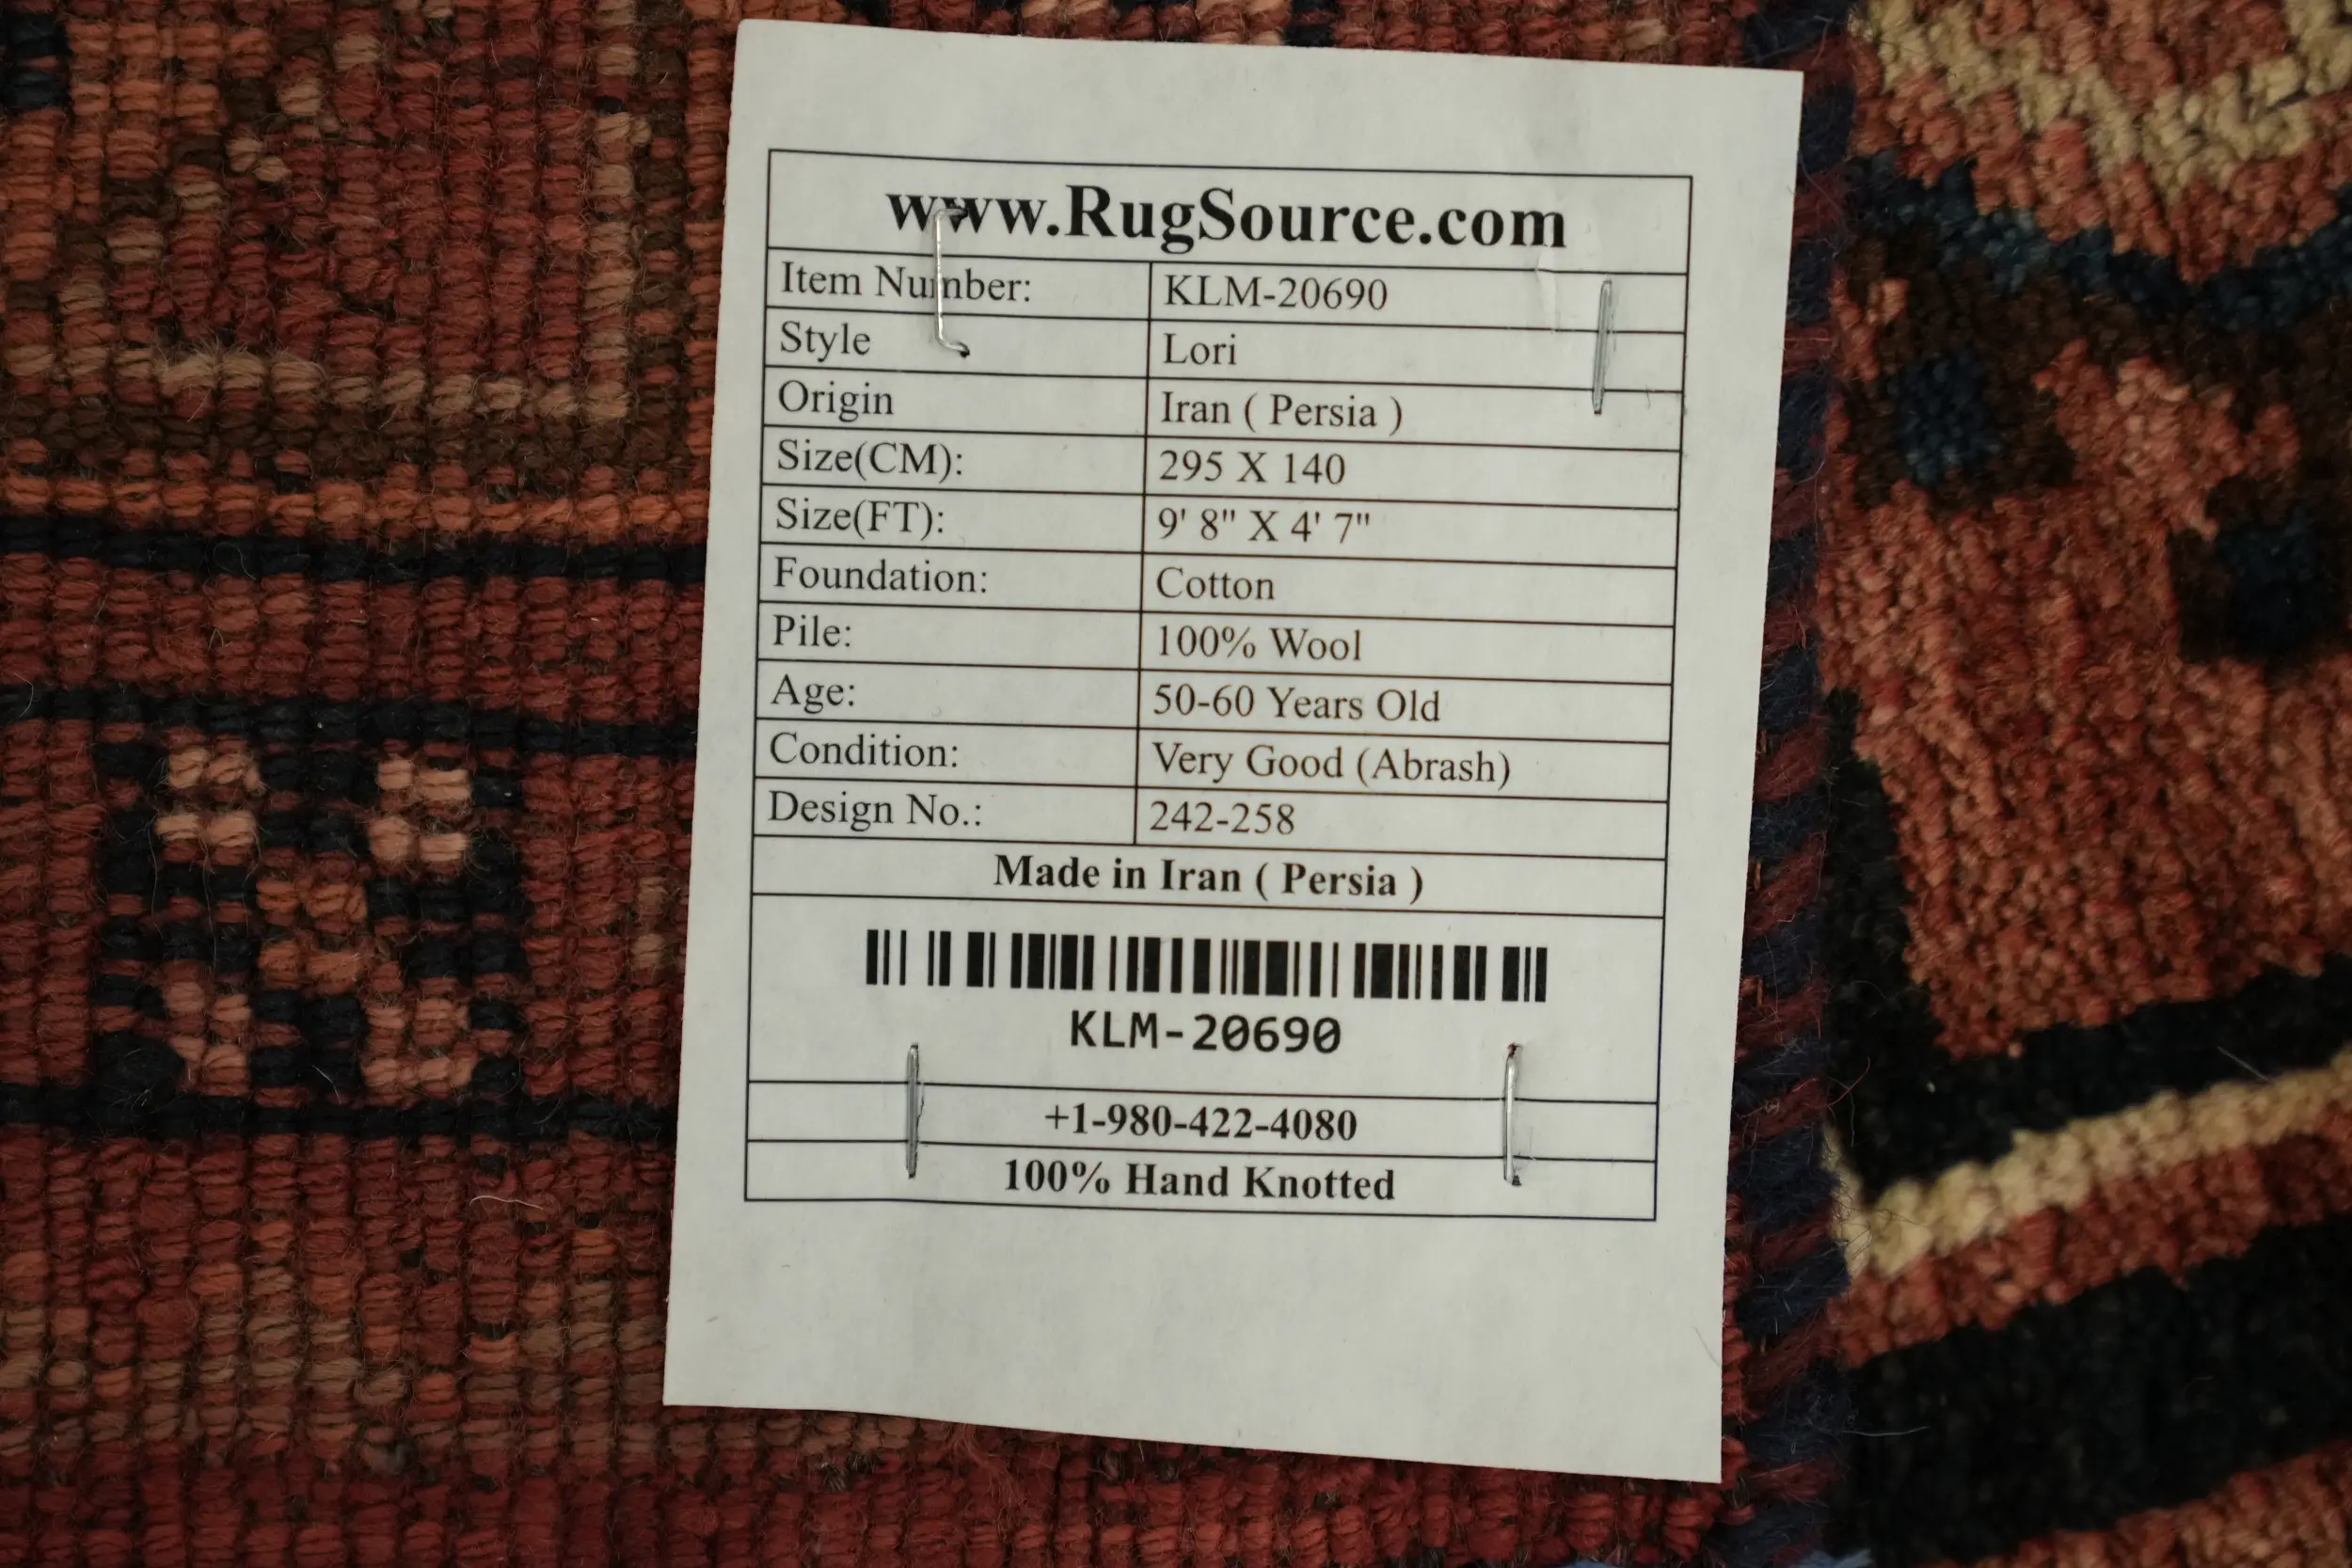 www.RugSource.com
Item Number: KLM-20690
Style Lori
Origin Iran ( Persia )
Size(CM): 295 X 140
Size(FT): 9' 8" X 4' 7"
Foundation: Cotton
Pile: 100% Wool
Age: 50-60 Years Old
Condition: Very Good (Abrash)
Design No.: 242-258
Made in Iran ( Persia )
KLM-20690
+1-980-422-4080
100% Hand Knotted